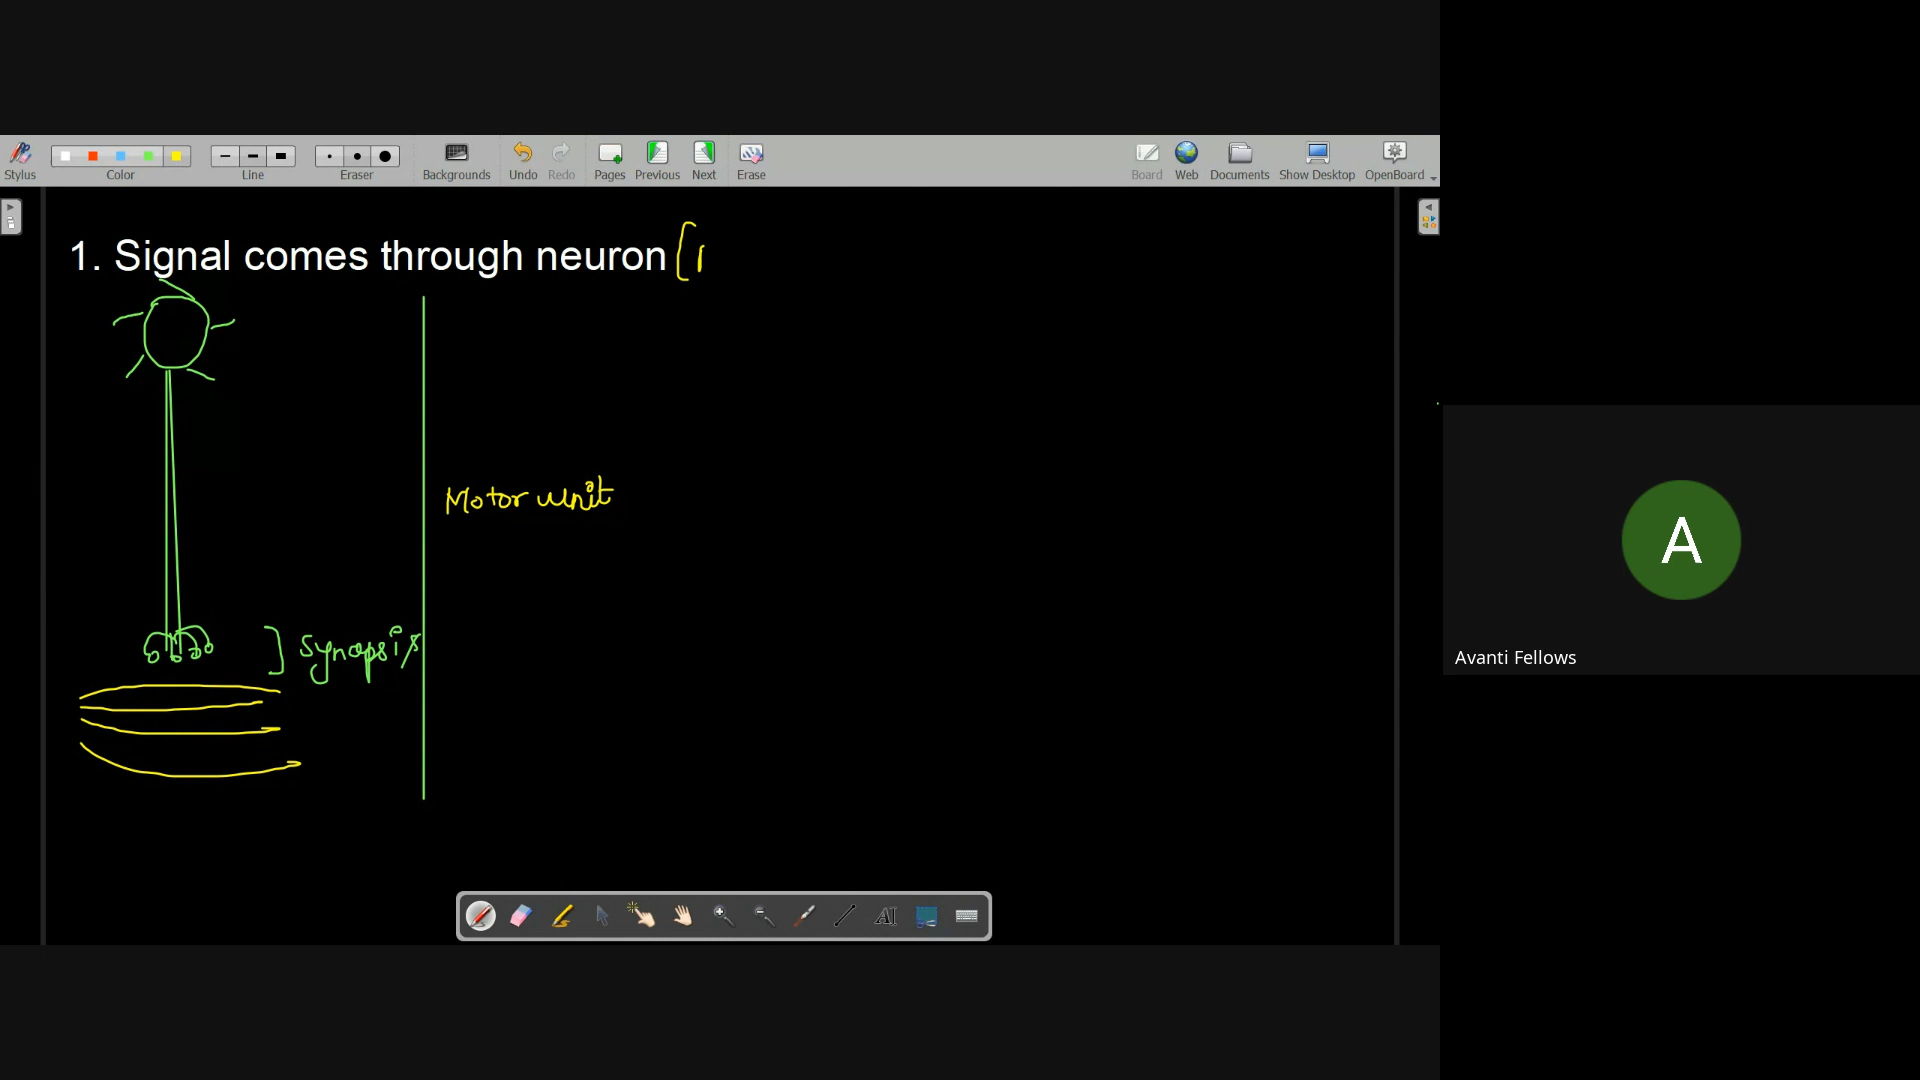 Stylus Color Line Eraser Backgrounds Undo Redo Pages Previous Next Erase Board Web Documents Show Desktop OpenBoard
1. Signal comes through neuron (
Motor unit
] Synapsis
A
Avanti Fellows